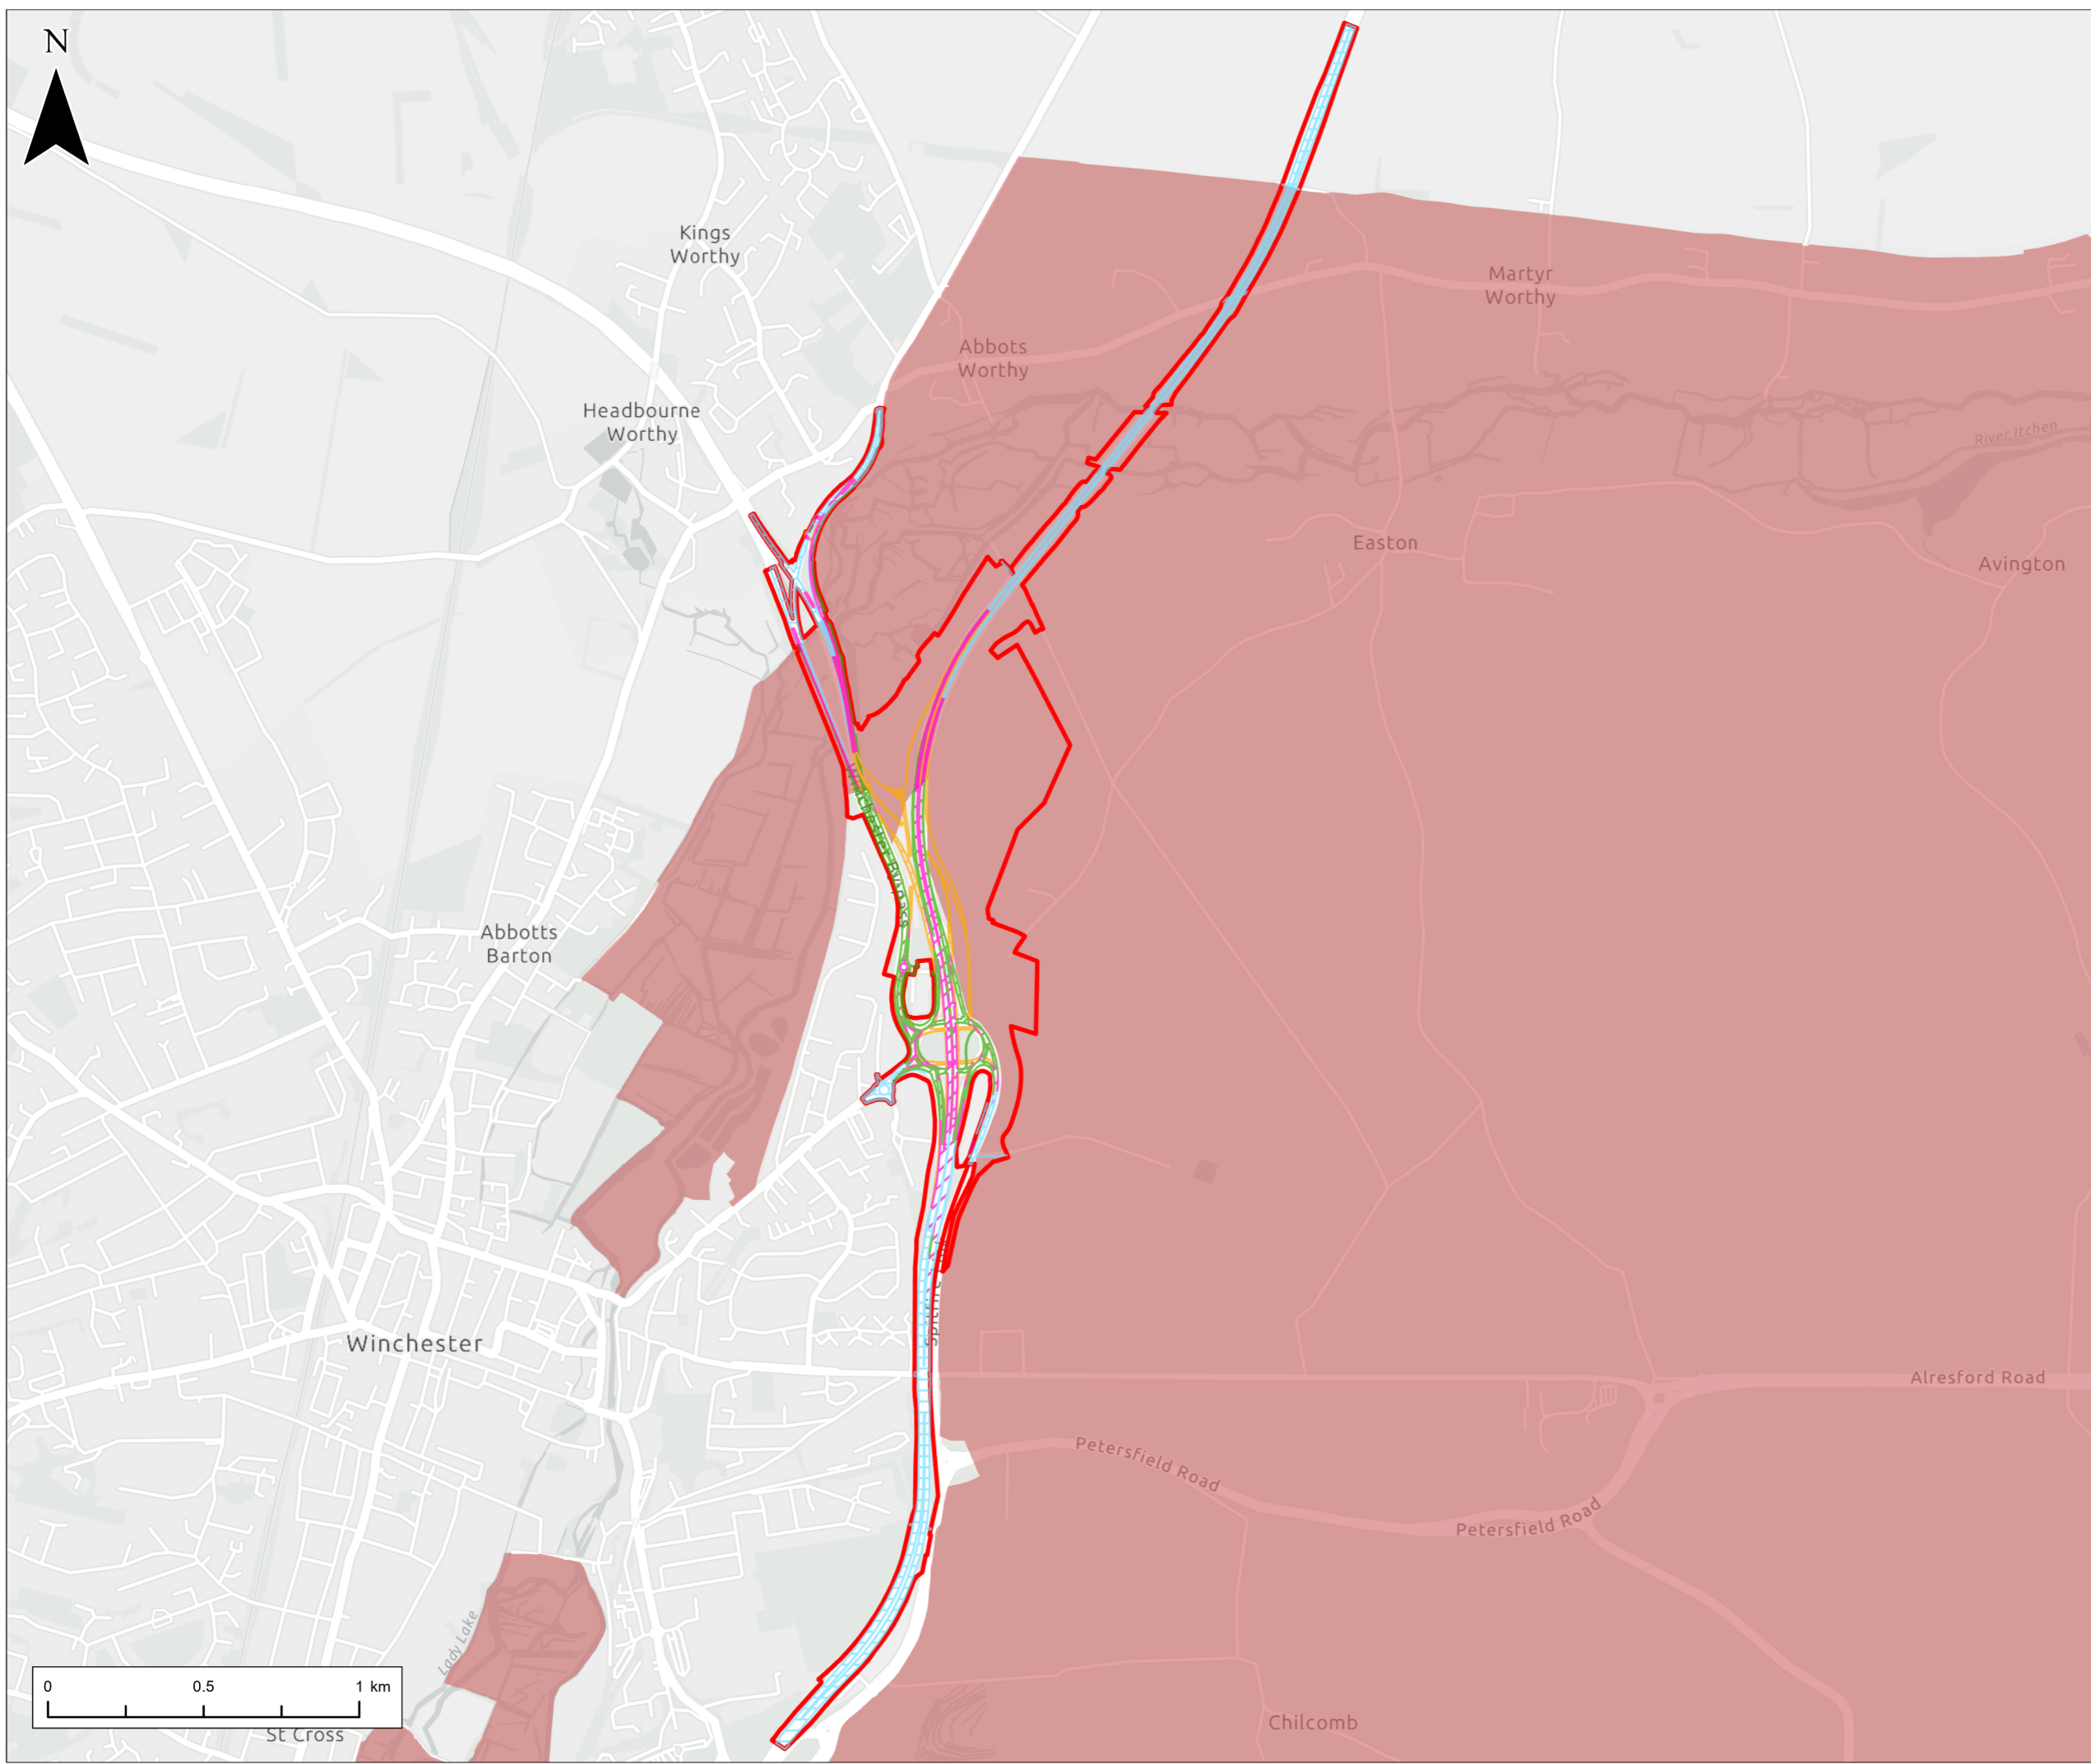 N
Kings
Worthy
Martyr
Worthy
Abbots
Worthy
Headbourne
Worthy
River Itchen
Easton
Avington
Abbotts
Barton
Winchester
Alresford Road
Petersfield Road
Petersfield Road
Lady Lake
0 0.5 1 km
St Cross
Chilcomb